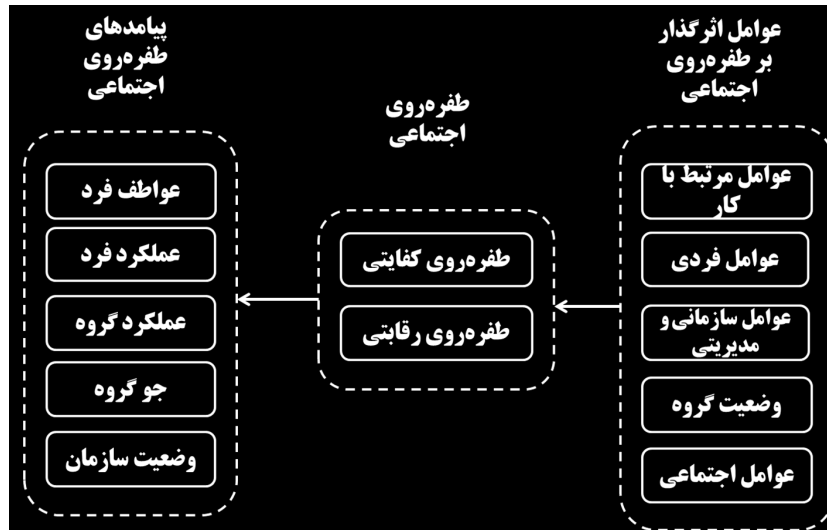 عوامل اثرگذار
بر طفره‌روی
اجتماعی
عوامل مرتبط با
کار
عوامل فردی
عوامل سازمانی و
مدیریتی
وضعیت گروه
عوامل اجتماعی
طفره‌روی
اجتماعی
طفره‌روی کفایتی
طفره‌روی رقابتی
پیامدهای
طفره‌روی
اجتماعی
عواطف فرد
عملکرد فرد
عملکرد گروه
جو گروه
وضعیت سازمان